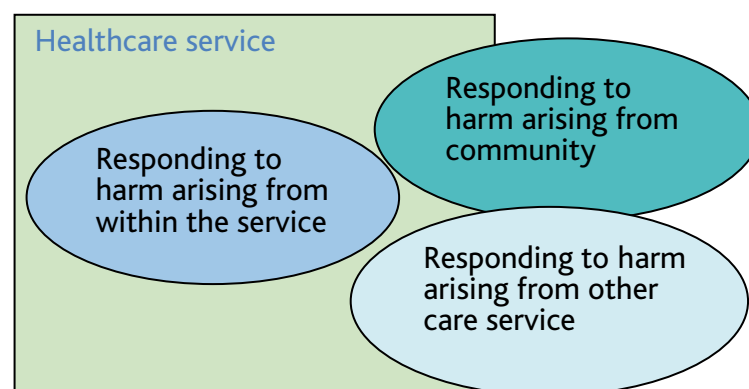 Healthcare service
Responding to
harm arising from
community
Responding to
harm arising from
within the service
Responding to harm
arising from other
care service